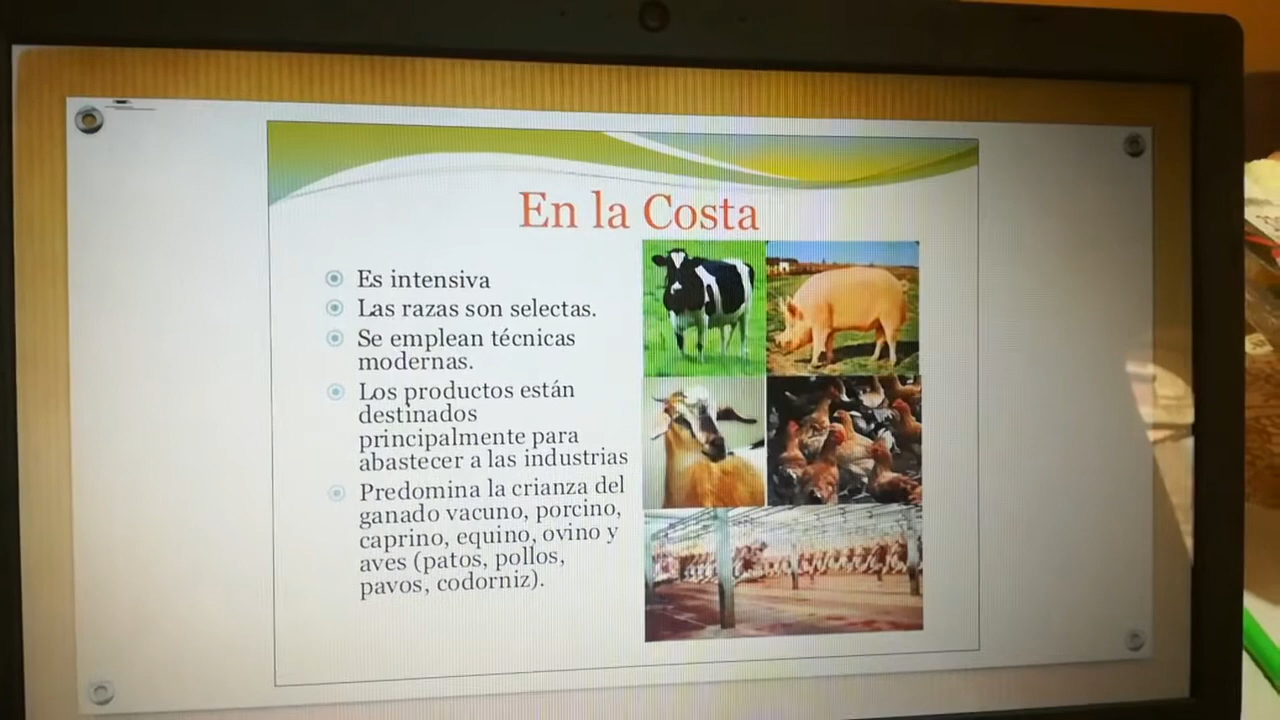 En la Costa
Es intensiva
Las razas son selectas.
Se emplean técnicas
modernas.
Los productos están
destinados
principalmente para
abastecer a las industrias
Predomina la crianza del
ganado vacuno, porcino,
caprino, equino, ovino y
aves (patos, pollos,
pavos, codorniz).